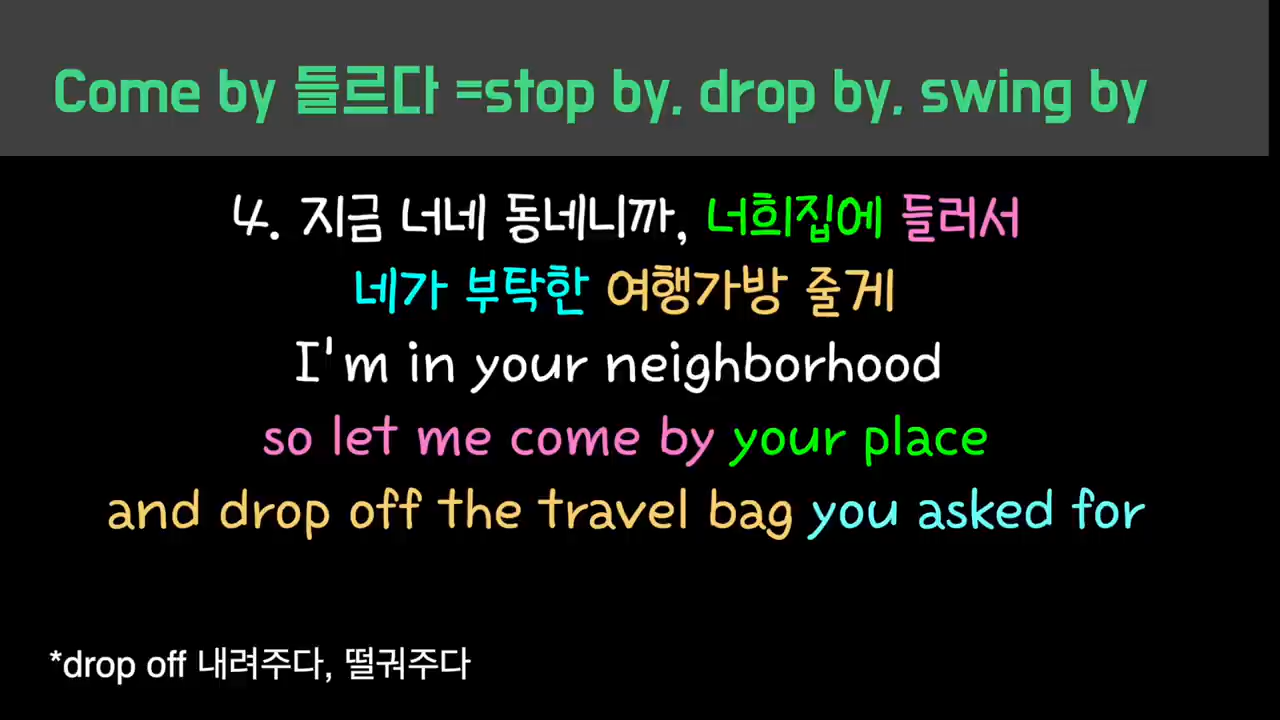 Come by 들르다 =stop by, drop by, swing by
4. 지금 너네 동네니까, 너희집에 들러서
네가 부탁한 여행가방 줄게
I'm in your neighborhood
so let me come by your place
and drop off the travel bag you asked for
*drop off 내려주다, 떨궈주다